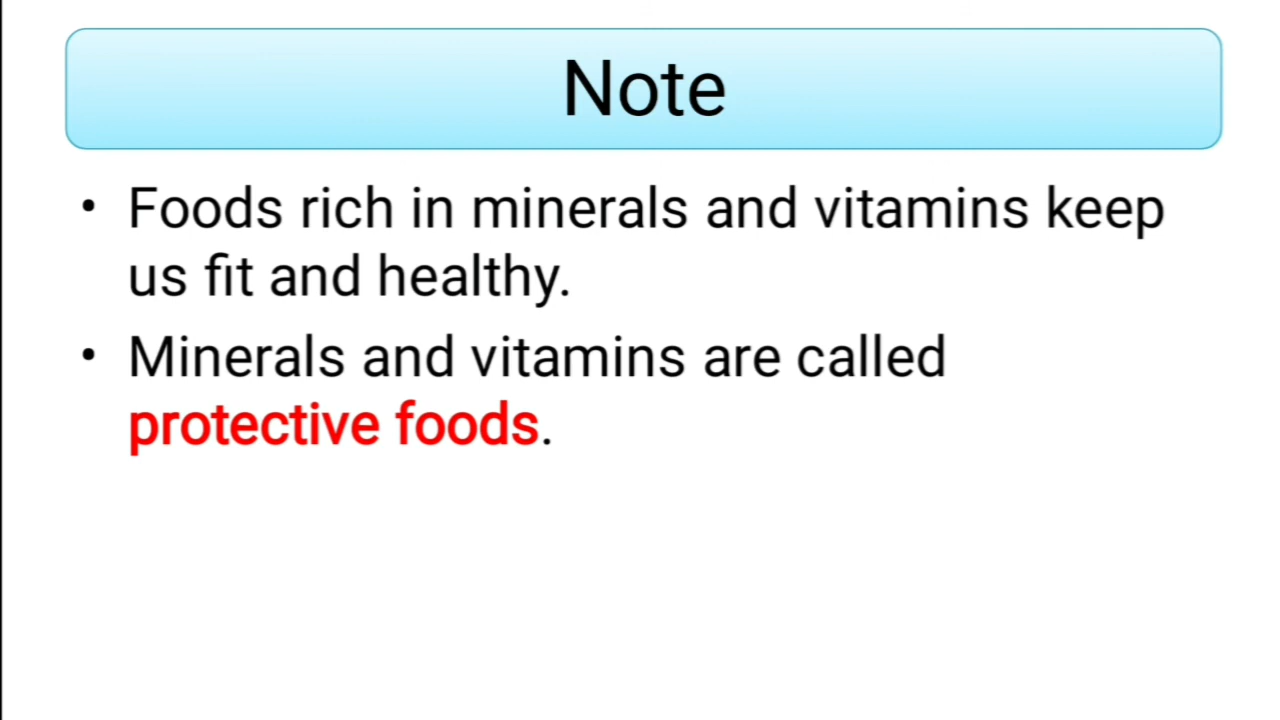 Note
• Foods rich in minerals and vitamins keep
us fit and healthy.
• Minerals and vitamins are called
protective foods.